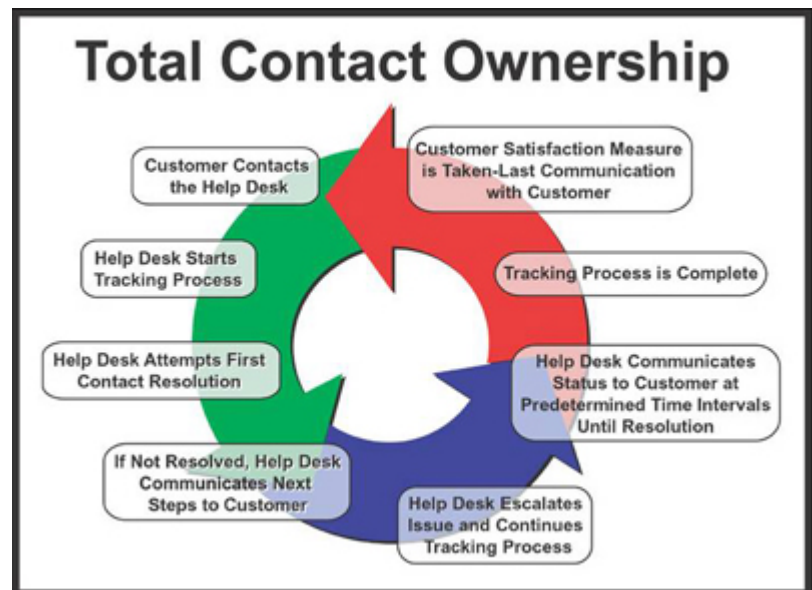 Total Contact Ownership
Customer Contacts
the Help Desk
Help Desk Starts
Tracking Process
Help Desk Attempts First
Contact Resolution
If Not Resolved, Help Desk
Communicates Next
Steps to Customer
Help Desk Escalates
Issue and Continues
Tracking Process
Help Desk Communicates
Status to Customer at
Predetermined Time Intervals
Until Resolution
Tracking Process is Complete
Customer Satisfaction Measure
is Taken-Last Communication
with Customer